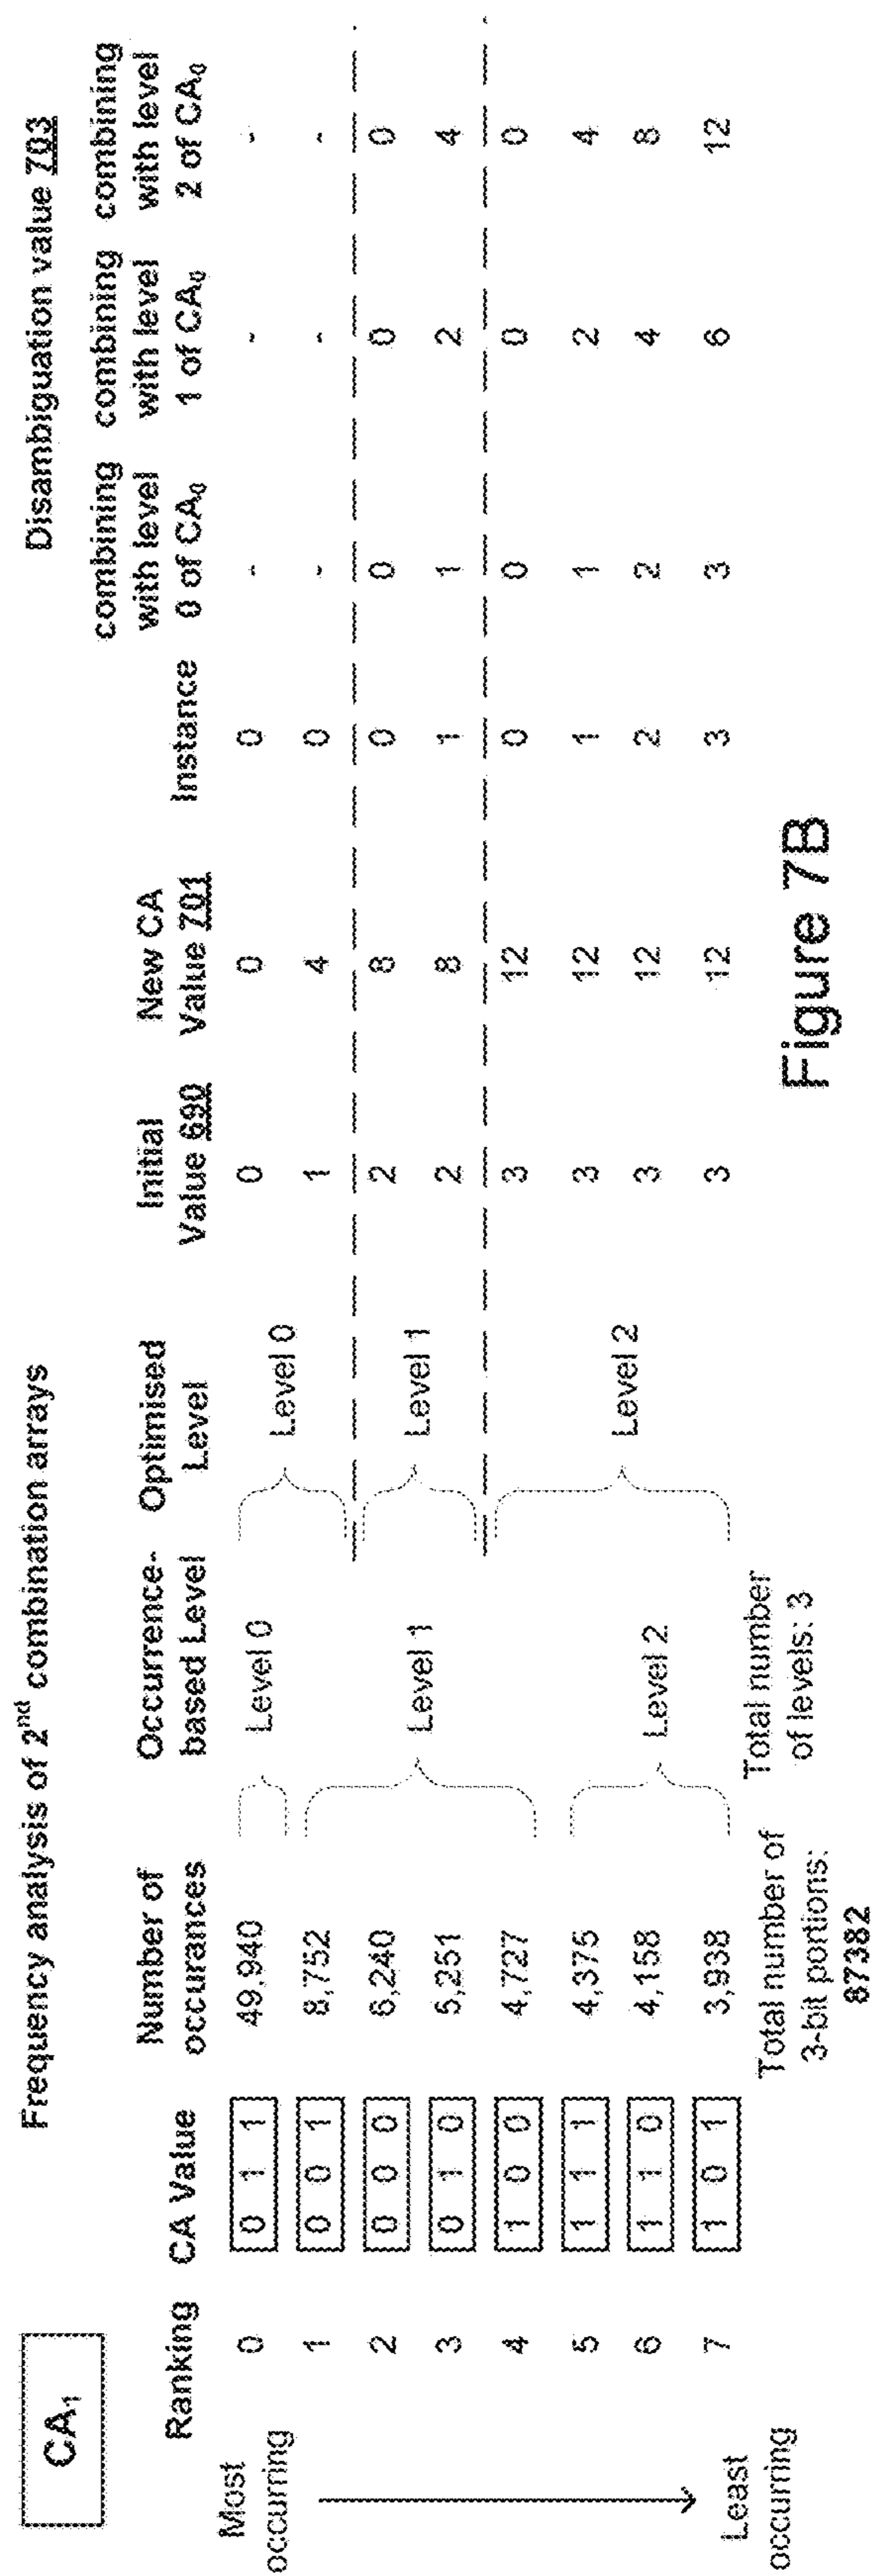 CA1
Frequency analysis of 2nd combination arrays
Disambiguation value 703
Ranking CA Value Number of occurances Occurrence-based Level Optimised Level Initial Value 690 New CA Value 701 Instance combining with level 0 of CA0 combining with level 1 of CA0 combining with level 2 of CA0
Most occurring
0 0 1 1 49,940 Level 0 Level 0 0 0 0 - - -
1 0 0 1 8,752 1 4 0 - - -
2 0 0 0 6,240 Level 1 Level 1 2 8 0 0 0 0
3 0 1 0 5,251 2 8 1 1 2 4
4 1 0 0 4,727 3 12 0 0 0 0
5 1 1 1 4,375 3 12 1 1 2 4
6 1 1 0 4,158 Level 2 Level 2 3 12 2 2 4 8
7 1 0 1 3,938 3 12 3 3 6 12
Least occurring
Total number of 3-bit portions: 87382
Total number of levels: 3
Figure 7B